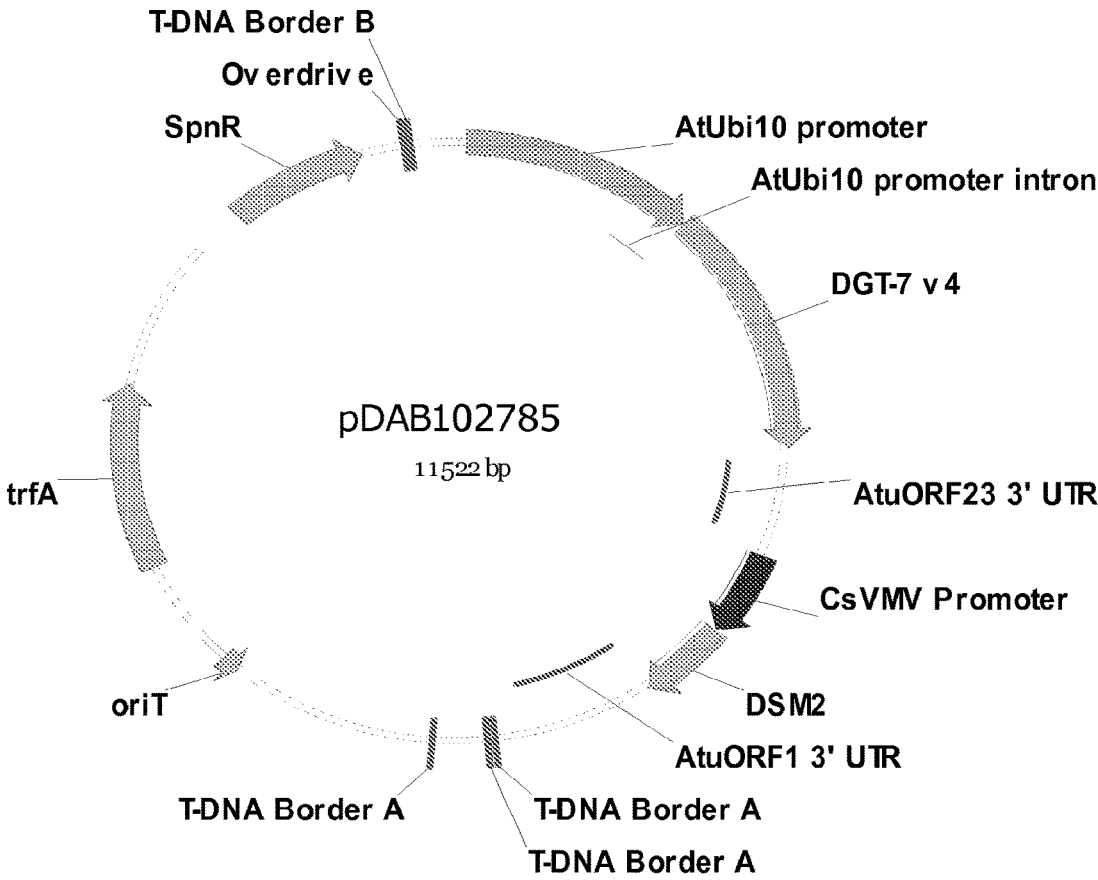 T-DNA Border B
Overdrive
SpnR
AtUbi10 promoter
AtUbi10 promoter intron
DGT-7 v4
pDAB102785
11522 bp
trfA
AtuORF23 3' UTR
CsVMV Promoter
oriT
DSM2
AtuORF1 3' UTR
T-DNA Border A
T-DNA Border A
T-DNA Border A